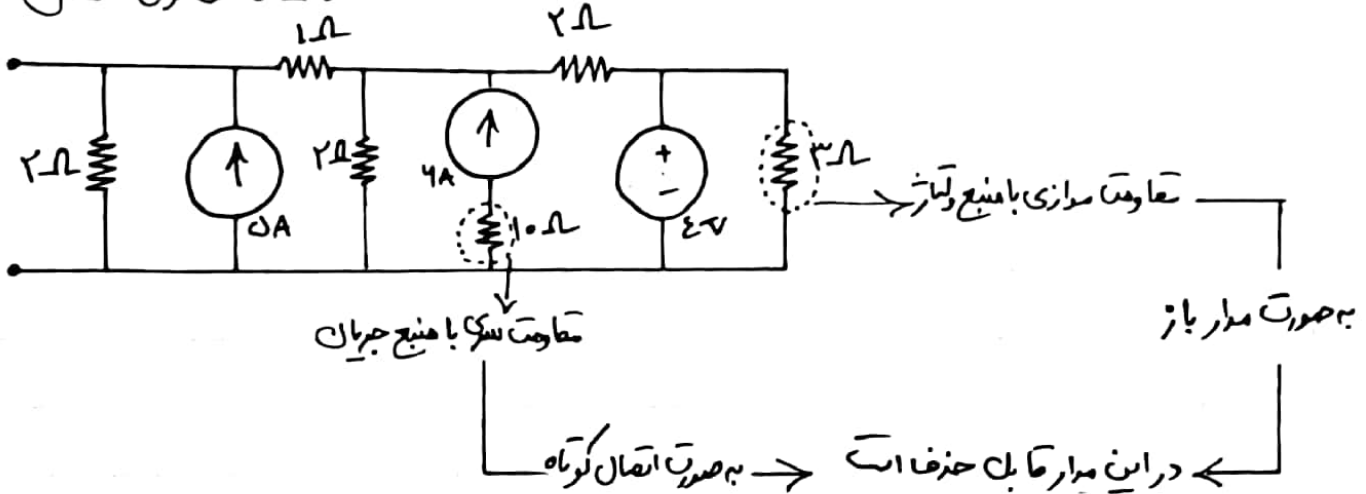 ۱Ω
۲Ω
۲Ω
۵A
۲Ω
۶A
۱۰Ω
+
-
۴v
۳Ω
مقاومت موازی با منبع ولتاژ
مقاومت سری با منبع جریان
به صورت مدار باز
به صورت اتصال کوتاه
در این مدار قابل حذف است